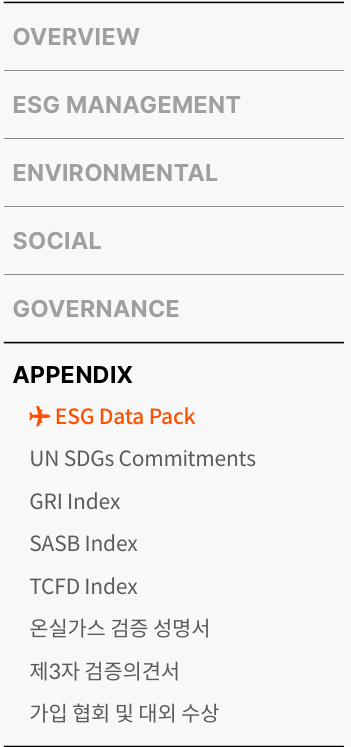 OVERVIEW
ESG MANAGEMENT
ENVIRONMENTAL
SOCIAL
GOVERNANCE
APPENDIX
ESG Data Pack
UN SDGs Commitments
GRI Index
SASB Index
TCFD Index
온실가스 검증 성명서
제3자 검증의견서
가입 협회 및 대외 수상